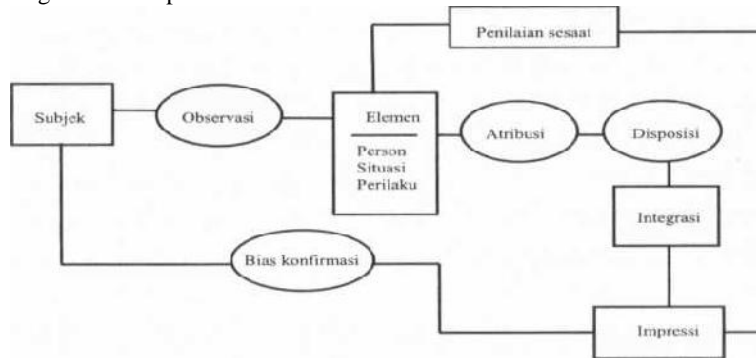 Penilaian sesaat
Subjek
Observasi
Elemen
Person
Situasi
Perilaku
Atribusi
Disposisi
Integrasi
Bias konfirmasi
Impressi